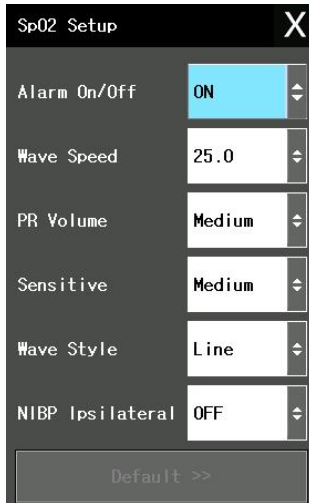 SpO2 Setup X
Alarm On/Off ON
Wave Speed 25.0
PR Volume Medium
Sensitive Medium
Wave Style Line
NIBP Ipsilateral OFF
Default >>